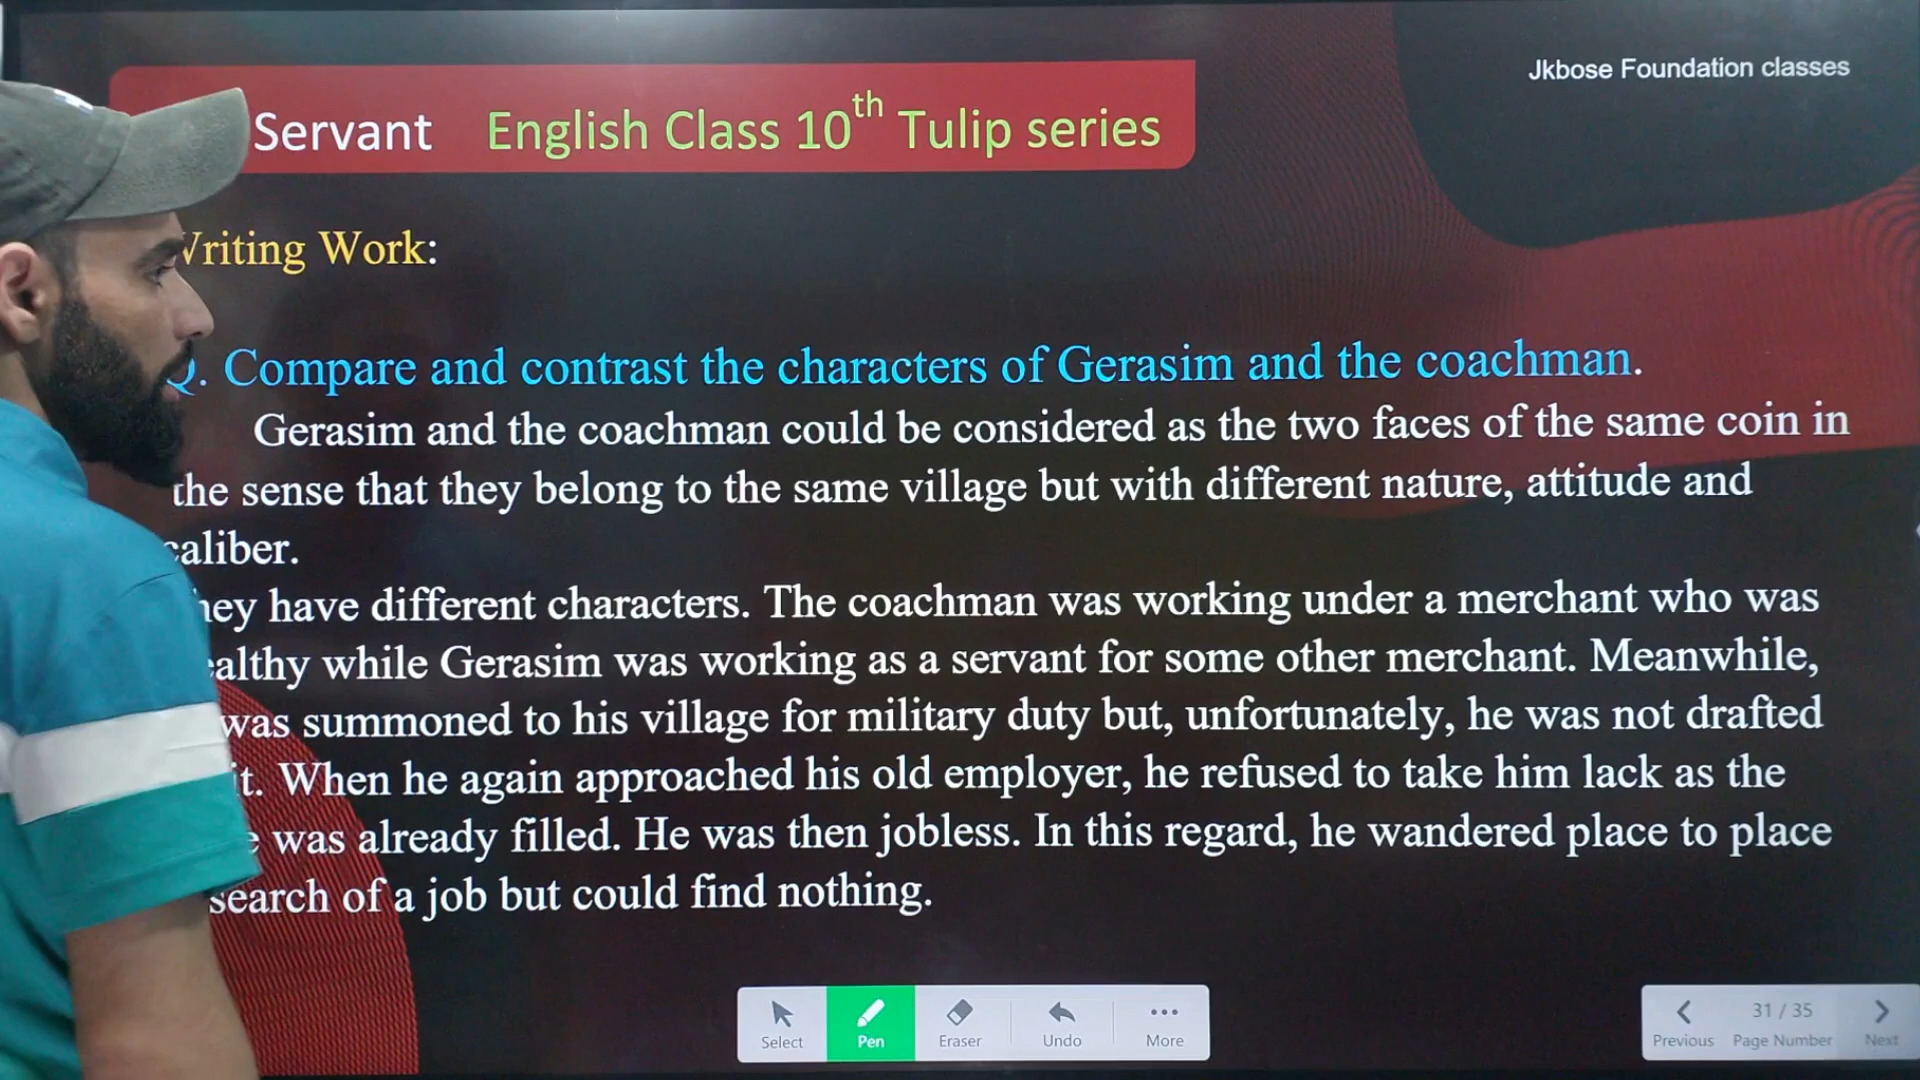 Jkbose Foundation classes
Servant English Class 10th Tulip series
Writing Work:
Q. Compare and contrast the characters of Gerasim and the coachman.
Gerasim and the coachman could be considered as the two faces of the same coin in
the sense that they belong to the same village but with different nature, attitude and
caliber.
hey have different characters. The coachman was working under a merchant who was
althy while Gerasim was working as a servant for some other merchant. Meanwhile,
was summoned to his village for military duty but, unfortunately, he was not drafted
it. When he again approached his old employer, he refused to take him lack as the
was already filled. He was then jobless. In this regard, he wandered place to place
search of a job but could find nothing.
Select
Pen
Eraser
Undo
More
31 / 35
Previous
Page Number
Next